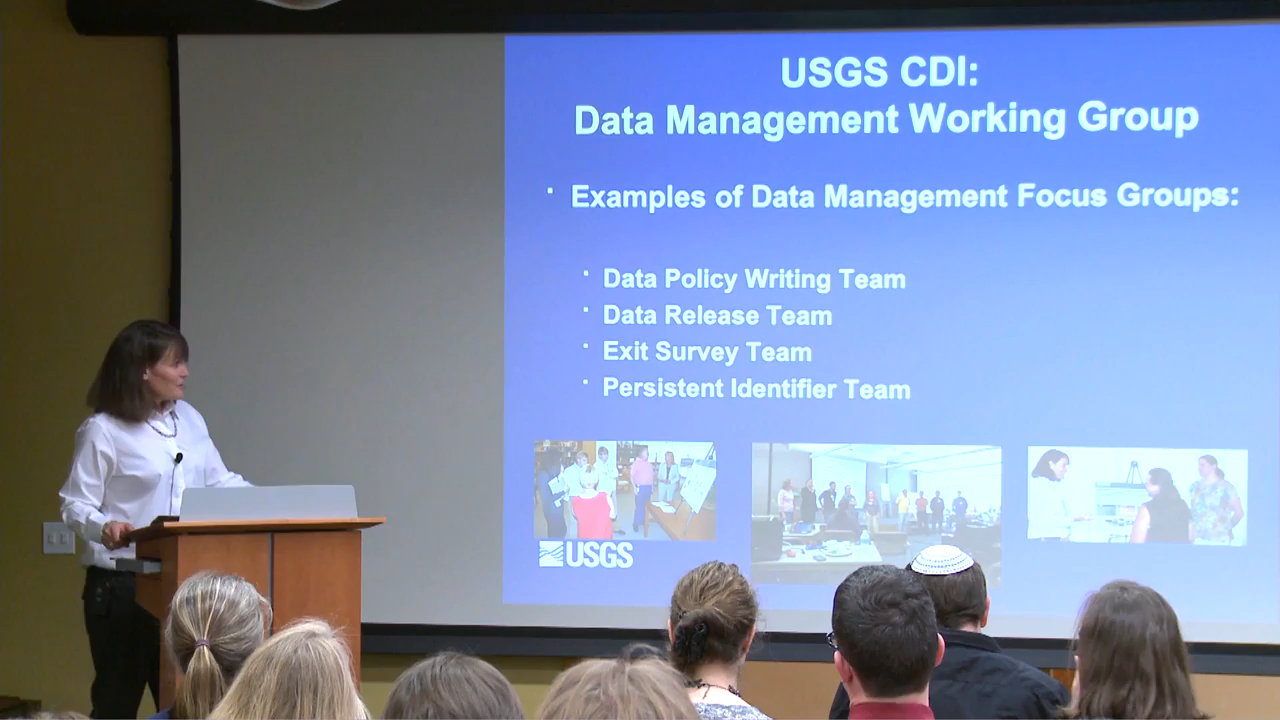 USGS CDI:
Data Management Working Group
· Examples of Data Management Focus Groups:
· Data Policy Writing Team
· Data Release Team
· Exit Survey Team
· Persistent Identifier Team
USGS